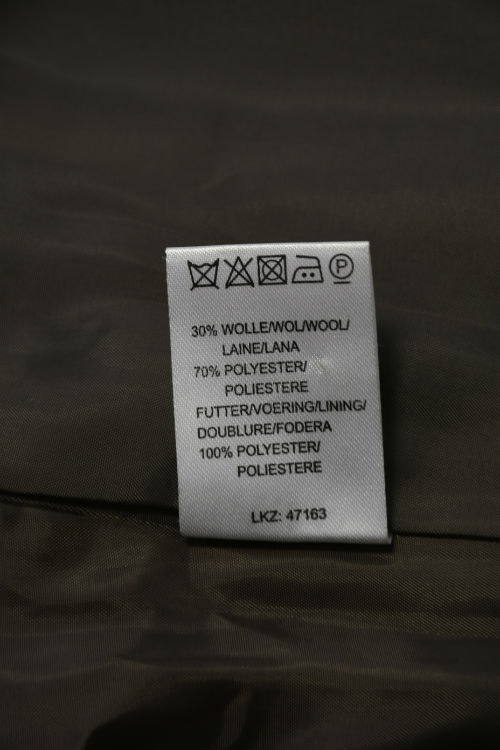 P
30% WOLLE/WOL/WOOL/
LAINE/LANA
70% POLYESTER/
POLIESTERE
FUTTER/VOERING/LINING/
DOUBLURE/FODERA
100% POLYESTER/
POLIESTERE
LKZ: 47163